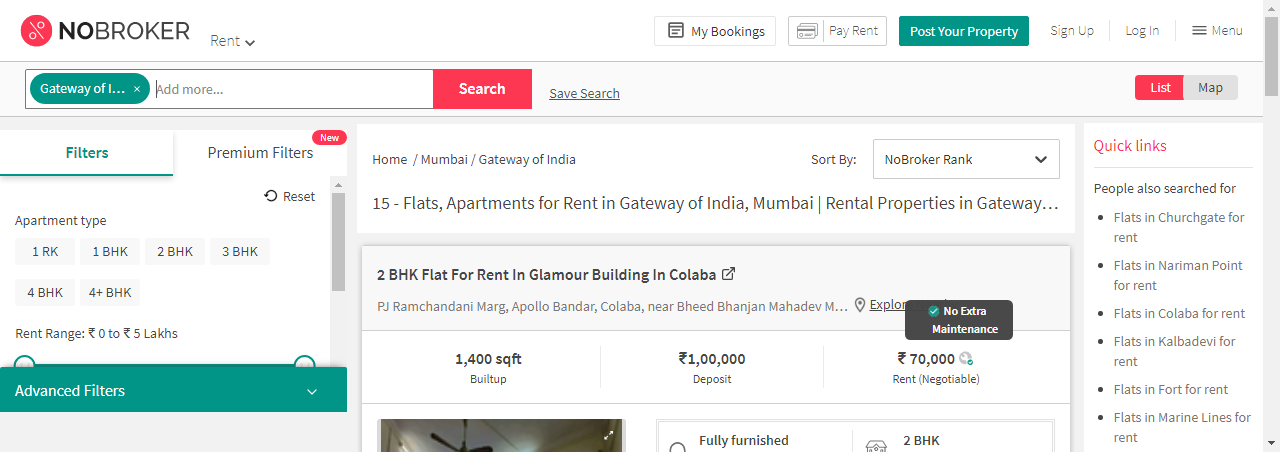 NOBROKER
Rent
My Bookings
Pay Rent
Post Your Property
Sign Up
Log In
Menu
Gateway of I... ×
Add more...
Search
Save Search
List
Map
Filters
Premium Filters
New
Reset
Apartment type
1 RK
1 BHK
2 BHK
3 BHK
4 BHK
4+ BHK
Rent Range: ₹ 0 to ₹ 5 Lakhs
Advanced Filters
Home / Mumbai / Gateway of India
Sort By:
NoBroker Rank
15 - Flats, Apartments for Rent in Gateway of India, Mumbai | Rental Properties in Gateway…
2 BHK Flat For Rent In Glamour Building In Colaba
PJ Ramchandani Marg, Apollo Bandar, Colaba, near Bheed Bhanjan Mahadev M…
No Extra
Maintenance
1,400 sqft
Builtup
₹1,00,000
Deposit
₹ 70,000
Rent (Negotiable)
Fully furnished
2 BHK
Quick links
People also searched for
Flats in Churchgate for
rent
Flats in Nariman Point
for rent
Flats in Colaba for rent
Flats in Kalbadevi for
rent
Flats in Fort for rent
Flats in Marine Lines for
rent